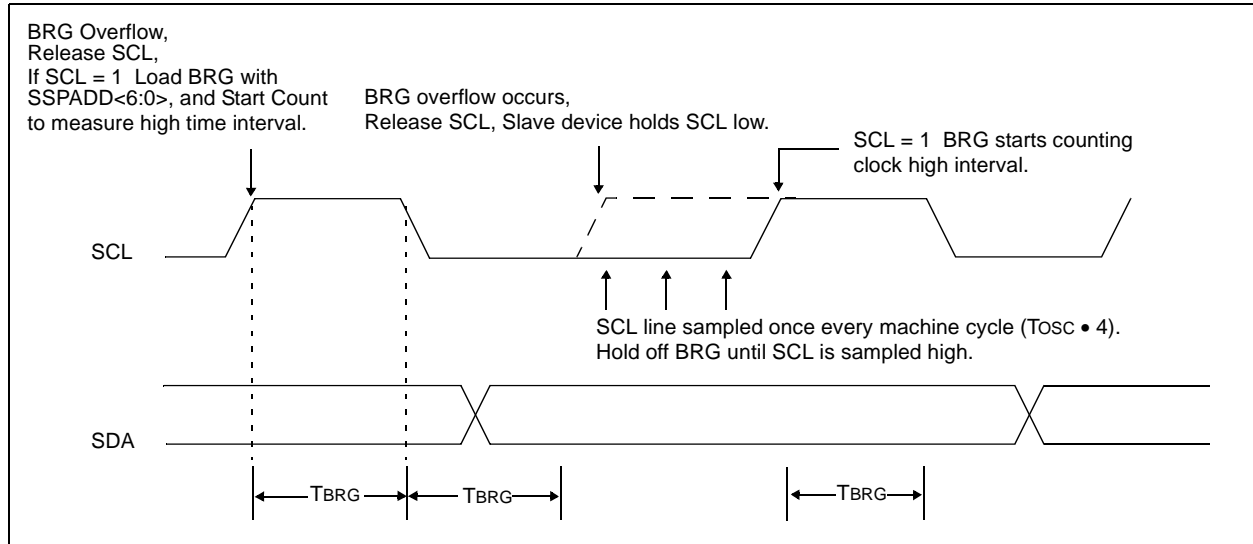 BRG Overflow,
Release SCL,
If SCL = 1 Load BRG with
SSPADD<6:0>, and Start Count
to measure high time interval.
BRG overflow occurs,
Release SCL, Slave device holds SCL low.
SCL = 1 BRG starts counting
clock high interval.
SCL
SCL line sampled once every machine cycle (TOSC • 4).
Hold off BRG until SCL is sampled high.
SDA
TBRG
TBRG
TBRG